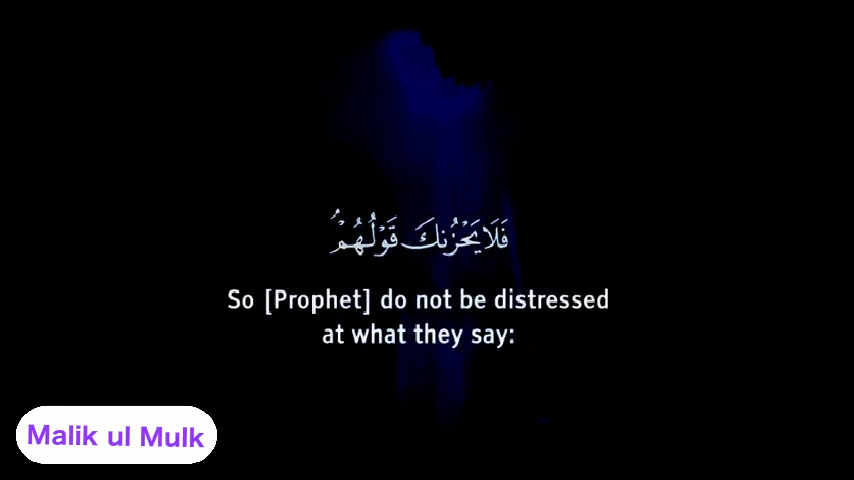 فَلَا يَحْزُنكَ قَوْلُهُمْ ۘ
So [Prophet] do not be distressed
at what they say:
Malik ul Mulk